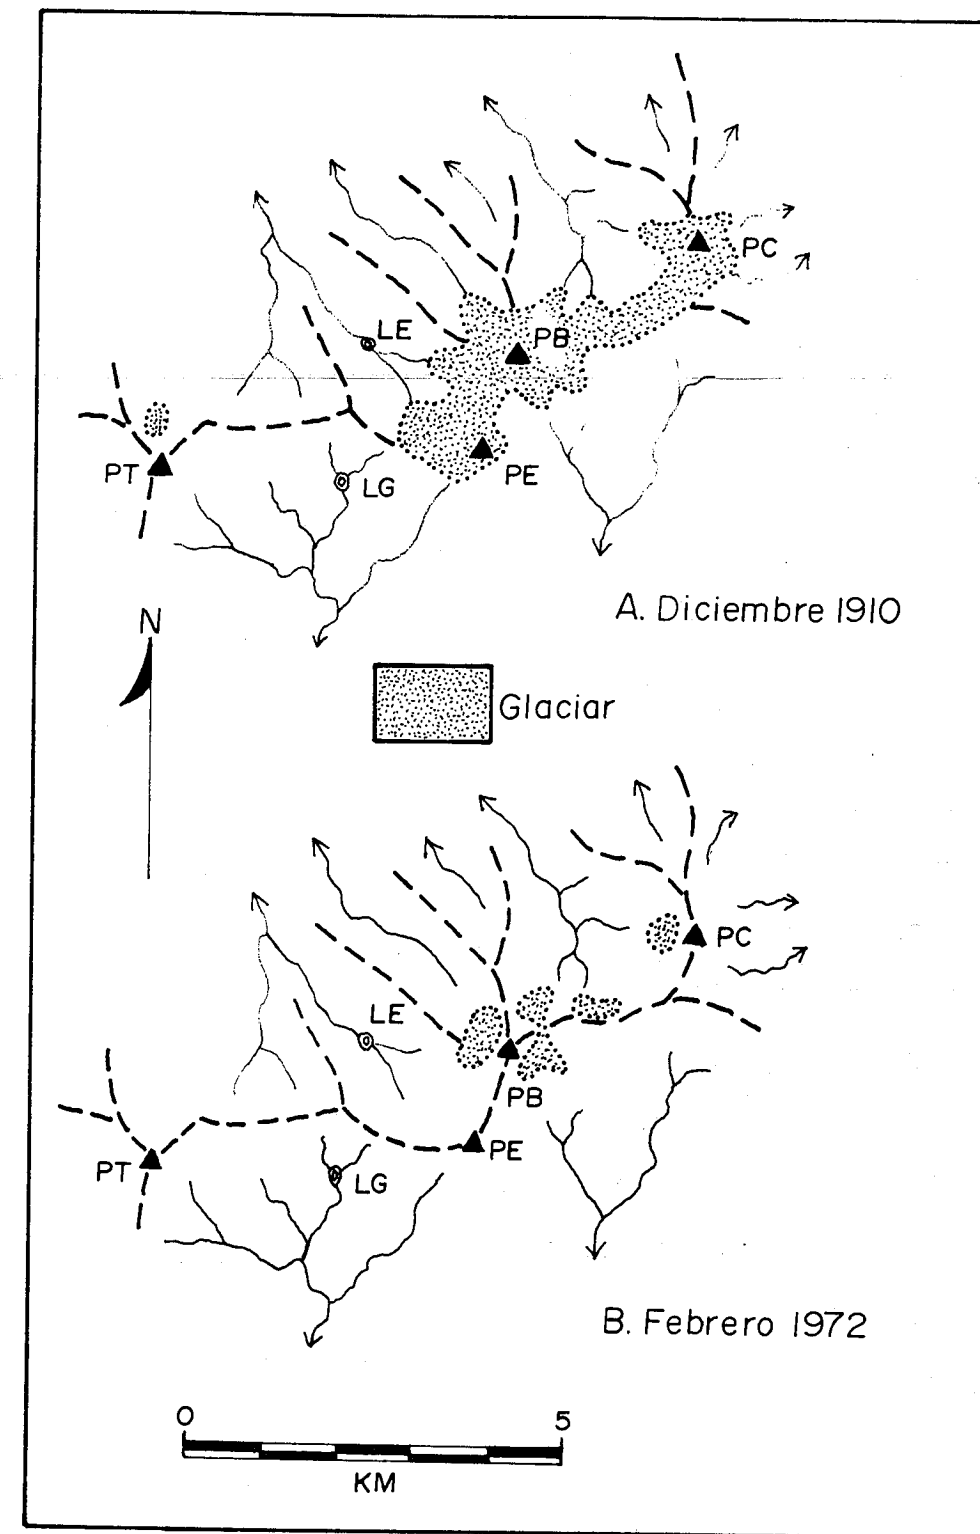 LE
PB
PC
PT
LG
PE
A. Diciembre 1910
N
Glaciar
LE
PC
PB
PT
PE
LG
B. Febrero 1972
0 5
KM